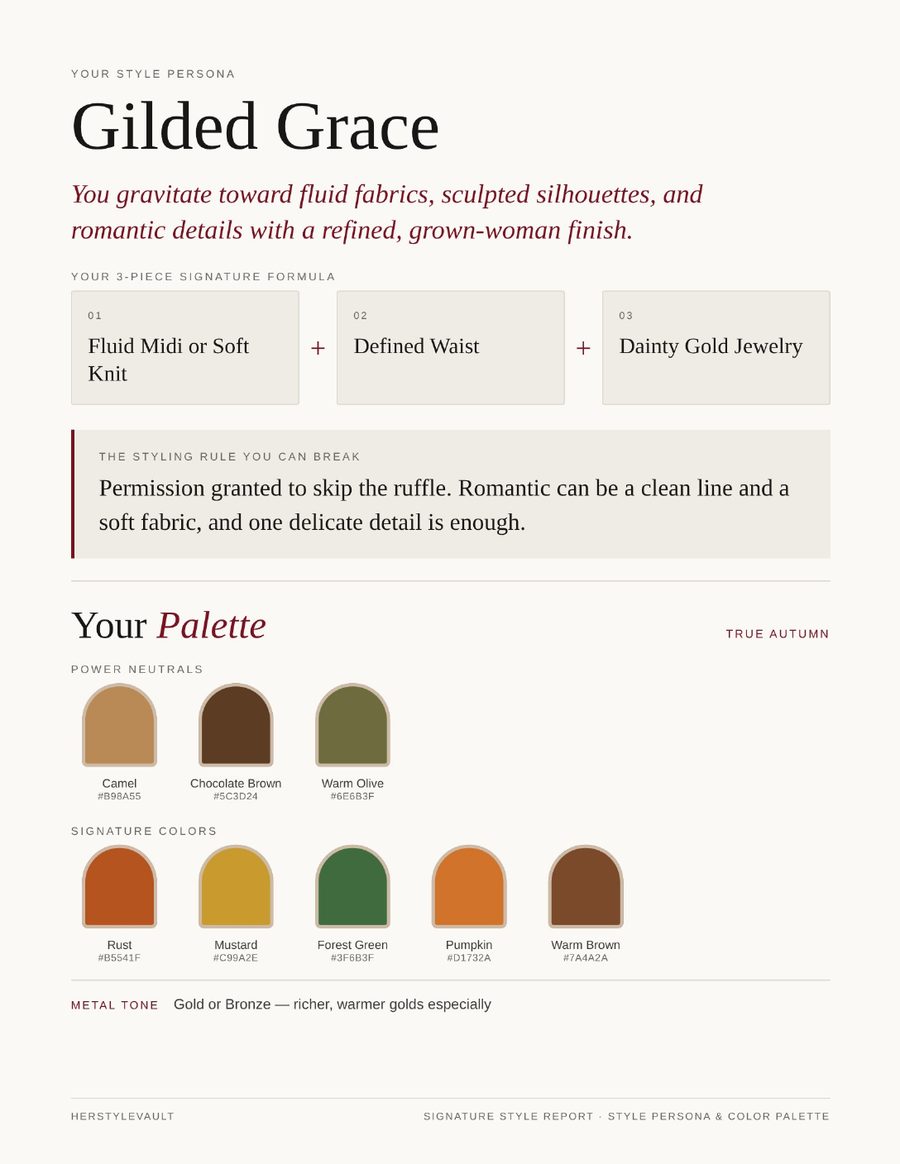 YOUR STYLE PERSONA
Gilded Grace
You gravitate toward fluid fabrics, sculpted silhouettes, and
romantic details with a refined, grown-woman finish.
YOUR 3-PIECE SIGNATURE FORMULA
01
Fluid Midi or Soft
Knit
+
02
Defined Waist
+
03
Dainty Gold Jewelry
THE STYLING RULE YOU CAN BREAK
Permission granted to skip the ruffle. Romantic can be a clean line and a
soft fabric, and one delicate detail is enough.
Your Palette
TRUE AUTUMN
POWER NEUTRALS
Camel
#B98A55
Chocolate Brown
#5C3D24
Warm Olive
#6E6B3F
SIGNATURE COLORS
Rust
#B5541F
Mustard
#C99A2E
Forest Green
#3F6B3F
Pumpkin
#D1732A
Warm Brown
#7A4A2A
METAL TONE Gold or Bronze — richer, warmer golds especially
HERSTYLEVAULT
SIGNATURE STYLE REPORT · STYLE PERSONA & COLOR PALETTE